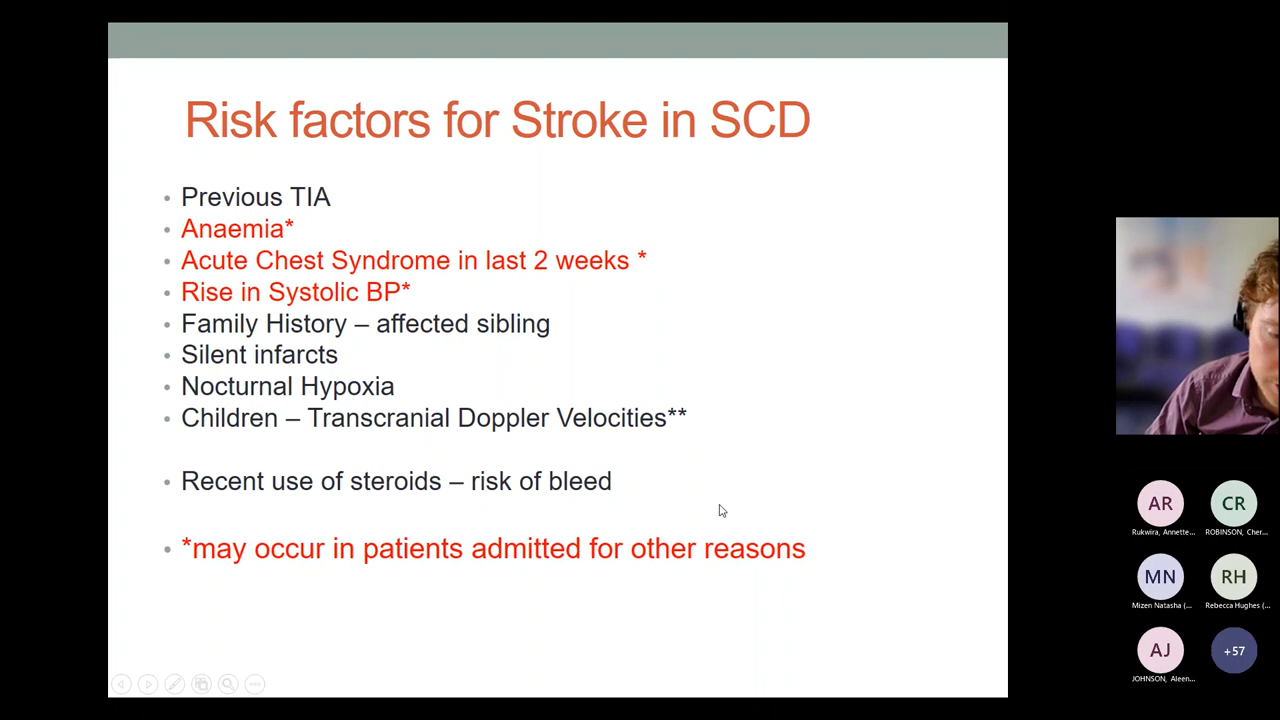 Risk factors for Stroke in SCD
• Previous TIA
• Anaemia*
• Acute Chest Syndrome in last 2 weeks *
• Rise in Systolic BP*
• Family History – affected sibling
• Silent infarcts
• Nocturnal Hypoxia
• Children – Transcranial Doppler Velocities**
• Recent use of steroids – risk of bleed
• *may occur in patients admitted for other reasons
AR
CR
Rukwira, Annette...
ROBINSON, Cher...
MN
RH
Mizen Natasha (...
Rebecca Hughes (...
AJ
+57
JOHNSON, Aleen...